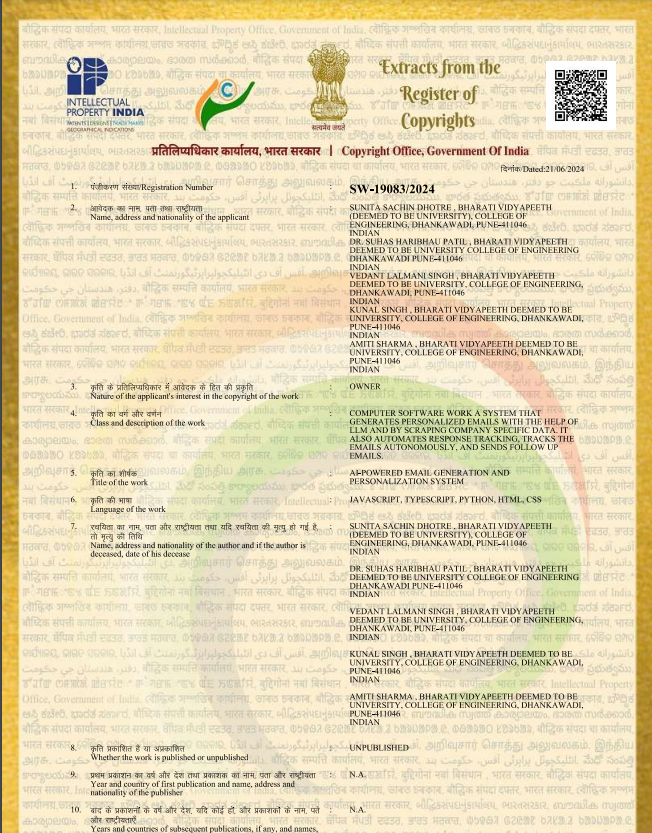 INTELLECTUAL
PROPERTY INDIA
PATENTS | DESIGNS | TRADE MARKS
GEOGRAPHICAL INDICATIONS
सत्यमेव जयते
Extracts from the
Register of
Copyrights
प्रतिलिप्यधिकार कार्यालय, भारत सरकार | Copyright Office, Government Of India
दिनांक/Dated:21/06/2024
1. पंजीकरण संख्या/Registration Number : SW-19083/2024
2. आवेदक का नाम, पता तथा राष्ट्रीयता
Name, address and nationality of the applicant
:
SUNITA SACHIN DHOTRE , BHARATI VIDYAPEETH
(DEEMED TO BE UNIVERSITY), COLLEGE OF
ENGINEERING, DHANKAWADI, PUNE-411046
INDIAN
DR. SUHAS HARIBHAU PATIL , BHARATI VIDYAPEETH
DEEMED TO BE UNIVERSITY COLLEGE OF ENGINEERING
DHANKAWADI PUNE-411046
INDIAN
VEDANT LALMANI SINGH , BHARATI VIDYAPEETH
DEEMED TO BE UNIVERSITY, COLLEGE OF ENGINEERING,
DHANKAWADI, PUNE-411046
INDIAN
KUNAL SINGH , BHARATI VIDYAPEETH DEEMED TO BE
UNIVERSITY, COLLEGE OF ENGINEERING, DHANKAWADI,
PUNE-411046
INDIAN
AMITI SHARMA , BHARATI VIDYAPEETH DEEMED TO BE
UNIVERSITY, COLLEGE OF ENGINEERING, DHANKAWADI,
PUNE-411046
INDIAN
3. कृति के प्रतिलिप्यधिकार में आवेदक के हित की प्रकृति : OWNER
Nature of the applicant's interest in the copyright of the work
4. कृति का वर्ग और वर्णन
Class and description of the work
:
COMPUTER SOFTWARE WORK A SYSTEM THAT
GENERATES PERSONALIZED EMAILS WITH THE HELP OF
LLM AND BY SCRAPING COMPANY SPECIFIC DATA. IT
ALSO AUTOMATES RESPONSE TRACKING, TRACKS THE
EMAILS AUTONOMOUSLY, AND SENDS FOLLOW UP
EMAILS.
5. कृति का शीर्षक
Title of the work
:
AI-POWERED EMAIL GENERATION AND
PERSONALIZATION SYSTEM
6. कृति की भाषा : JAVASCRIPT, TYPESCRIPT, PYTHON, HTML, CSS
Language of the work
7. रचयिता का नाम, पता और राष्ट्रीयता तथा यदि रचयिता की मृत्यु हो गई है,
तो मृत्यु की तिथि
Name, address and nationality of the author and if the author is
deceased, date of his decease
:
SUNITA SACHIN DHOTRE , BHARATI VIDYAPEETH
(DEEMED TO BE UNIVERSITY), COLLEGE OF
ENGINEERING, DHANKAWADI, PUNE-411046
INDIAN
DR. SUHAS HARIBHAU PATIL , BHARATI VIDYAPEETH
DEEMED TO BE UNIVERSITY COLLEGE OF ENGINEERING
DHANKAWADI PUNE-411046
INDIAN
VEDANT LALMANI SINGH , BHARATI VIDYAPEETH
DEEMED TO BE UNIVERSITY, COLLEGE OF ENGINEERING,
DHANKAWADI, PUNE-411046
INDIAN
KUNAL SINGH , BHARATI VIDYAPEETH DEEMED TO BE
UNIVERSITY, COLLEGE OF ENGINEERING, DHANKAWADI,
PUNE-411046
INDIAN
AMITI SHARMA , BHARATI VIDYAPEETH DEEMED TO BE
UNIVERSITY, COLLEGE OF ENGINEERING, DHANKAWADI,
PUNE-411046
INDIAN
8. कृति प्रकाशित है या अप्रकाशित : UNPUBLISHED
Whether the work is published or unpublished
9. प्रथम प्रकाशन का वर्ष और देश तथा प्रकाशक का नाम, पता और राष्ट्रीयता : N.A.
Year and country of first publication and name, address and
nationality of the publisher
10. बाद के प्रकाशनों के वर्ष और देश, यदि कोई हों, और प्रकाशकों के नाम, पते : N.A.
और राष्ट्रीयताएँ
Years and countries of subsequent publications, if any, and names,